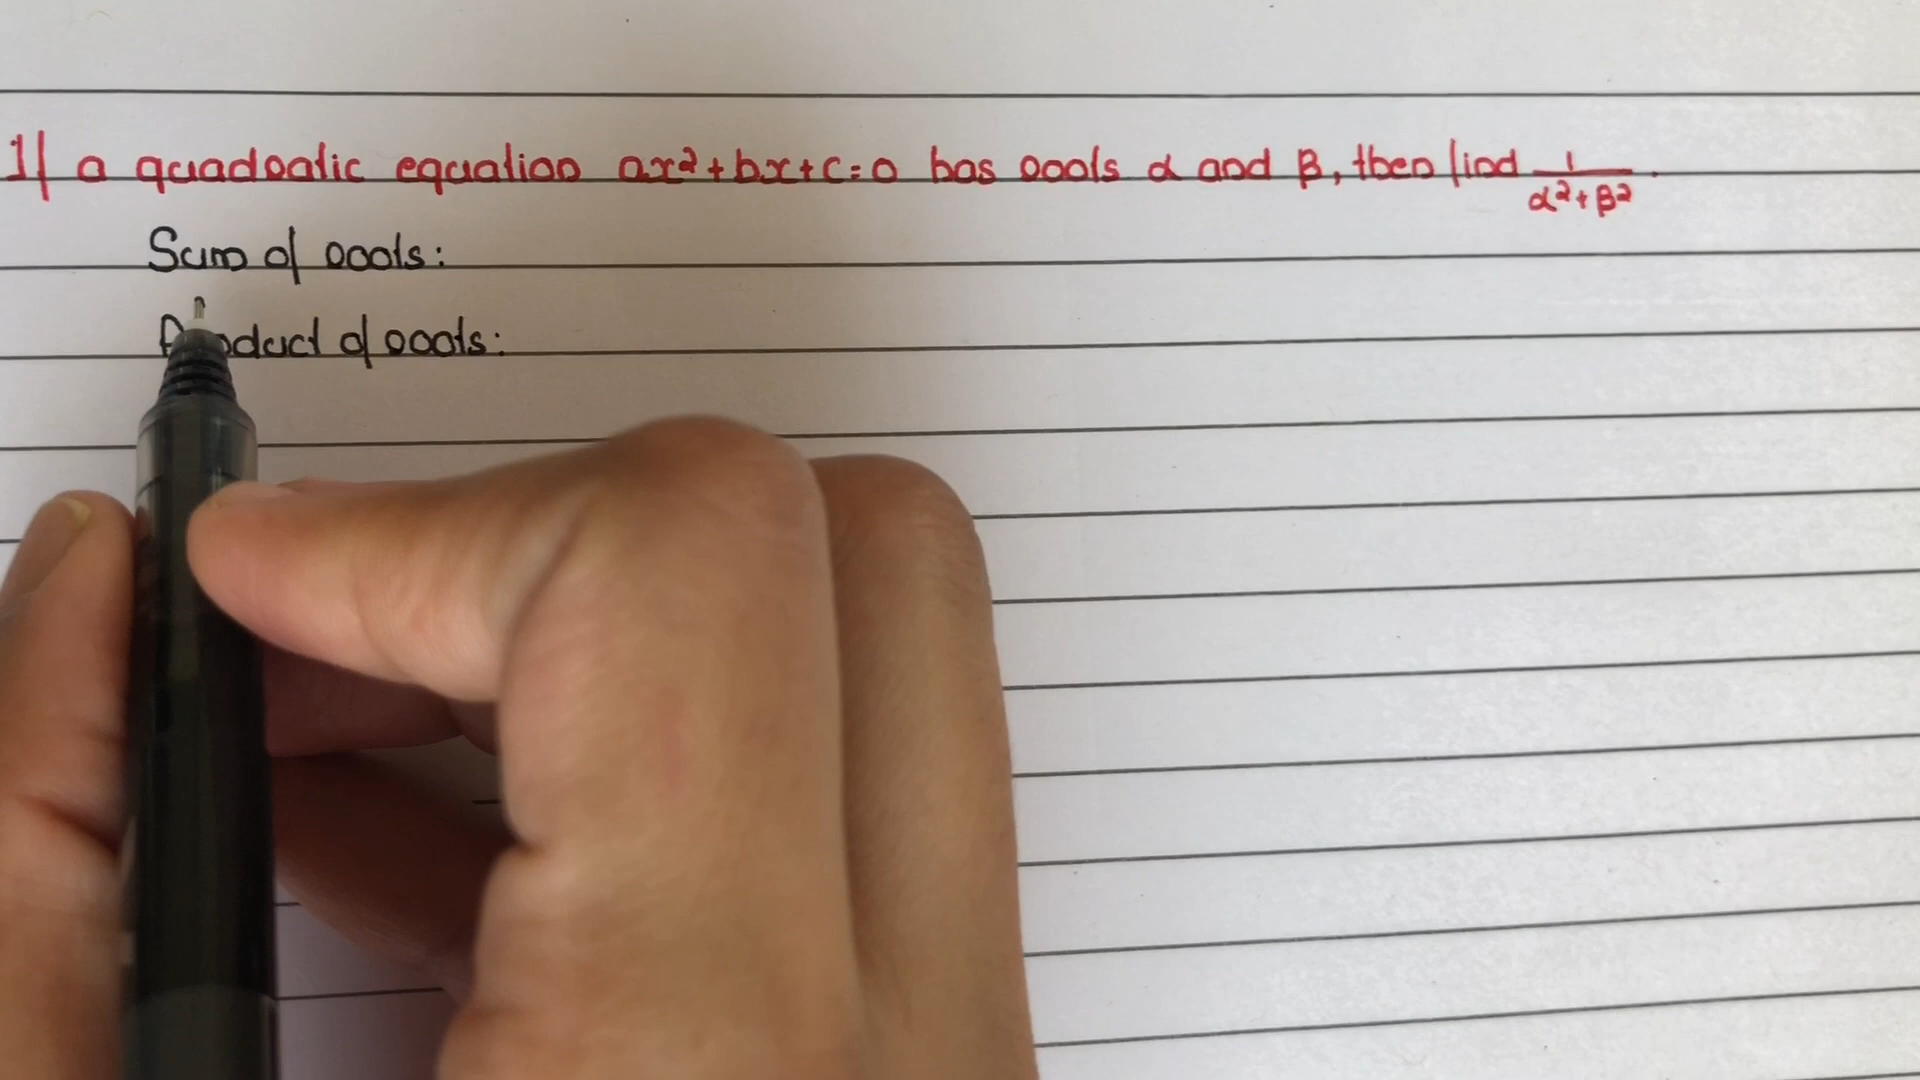 If a quadratic equation ax²+bx+c=0 has roots α and β, then find 1/(α²+β²).
Sum of roots:
Product of roots: